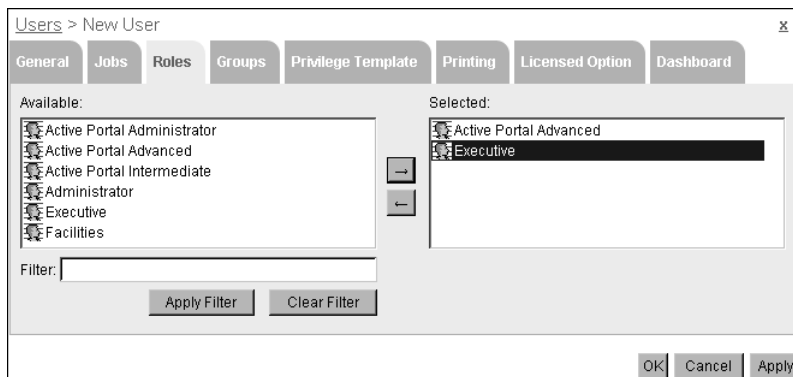 Users > New User
x
General Jobs Roles Groups Privilege Template Printing Licensed Option Dashboard
Available:
Active Portal Administrator
Active Portal Advanced
Active Portal Intermediate
Administrator
Executive
Facilities
→
←
Selected:
Active Portal Advanced
Executive
Filter:
Apply Filter Clear Filter
OK Cancel Apply